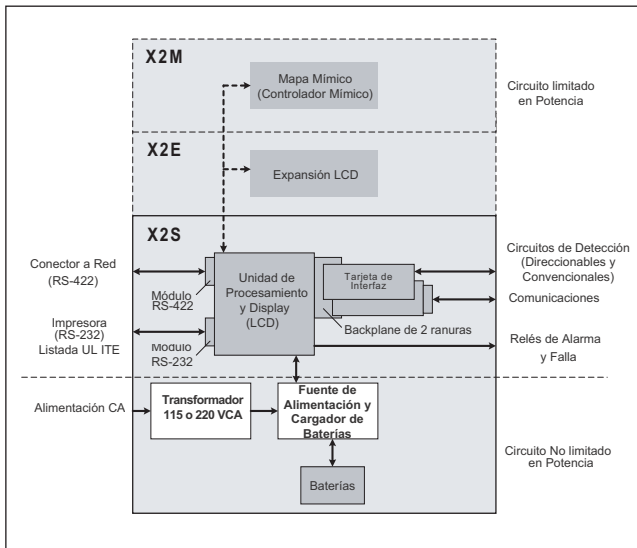 X2M
Mapa Mímico
(Controlador Mímico)
Circuito limitado
en Potencia
X2E
Expansión LCD
X2S
Conector a Red
(RS-422)
Módulo
RS-422
Unidad de
Procesamiento
y Display
(LCD)
Tarjeta de
Interfaz
Backplane de 2 ranuras
Circuitos de Detección
(Direccionables y
Convencionales)
Comunicaciones
Impresora
(RS-232)
Listada UL ITE
Módulo
RS-232
Relés de Alarma
y Falla
Alimentación CA
Transformador
115 o 220 VCA
Fuente de
Alimentación y
Cargador de
Baterías
Baterías
Circuito No limitado
en Potencia